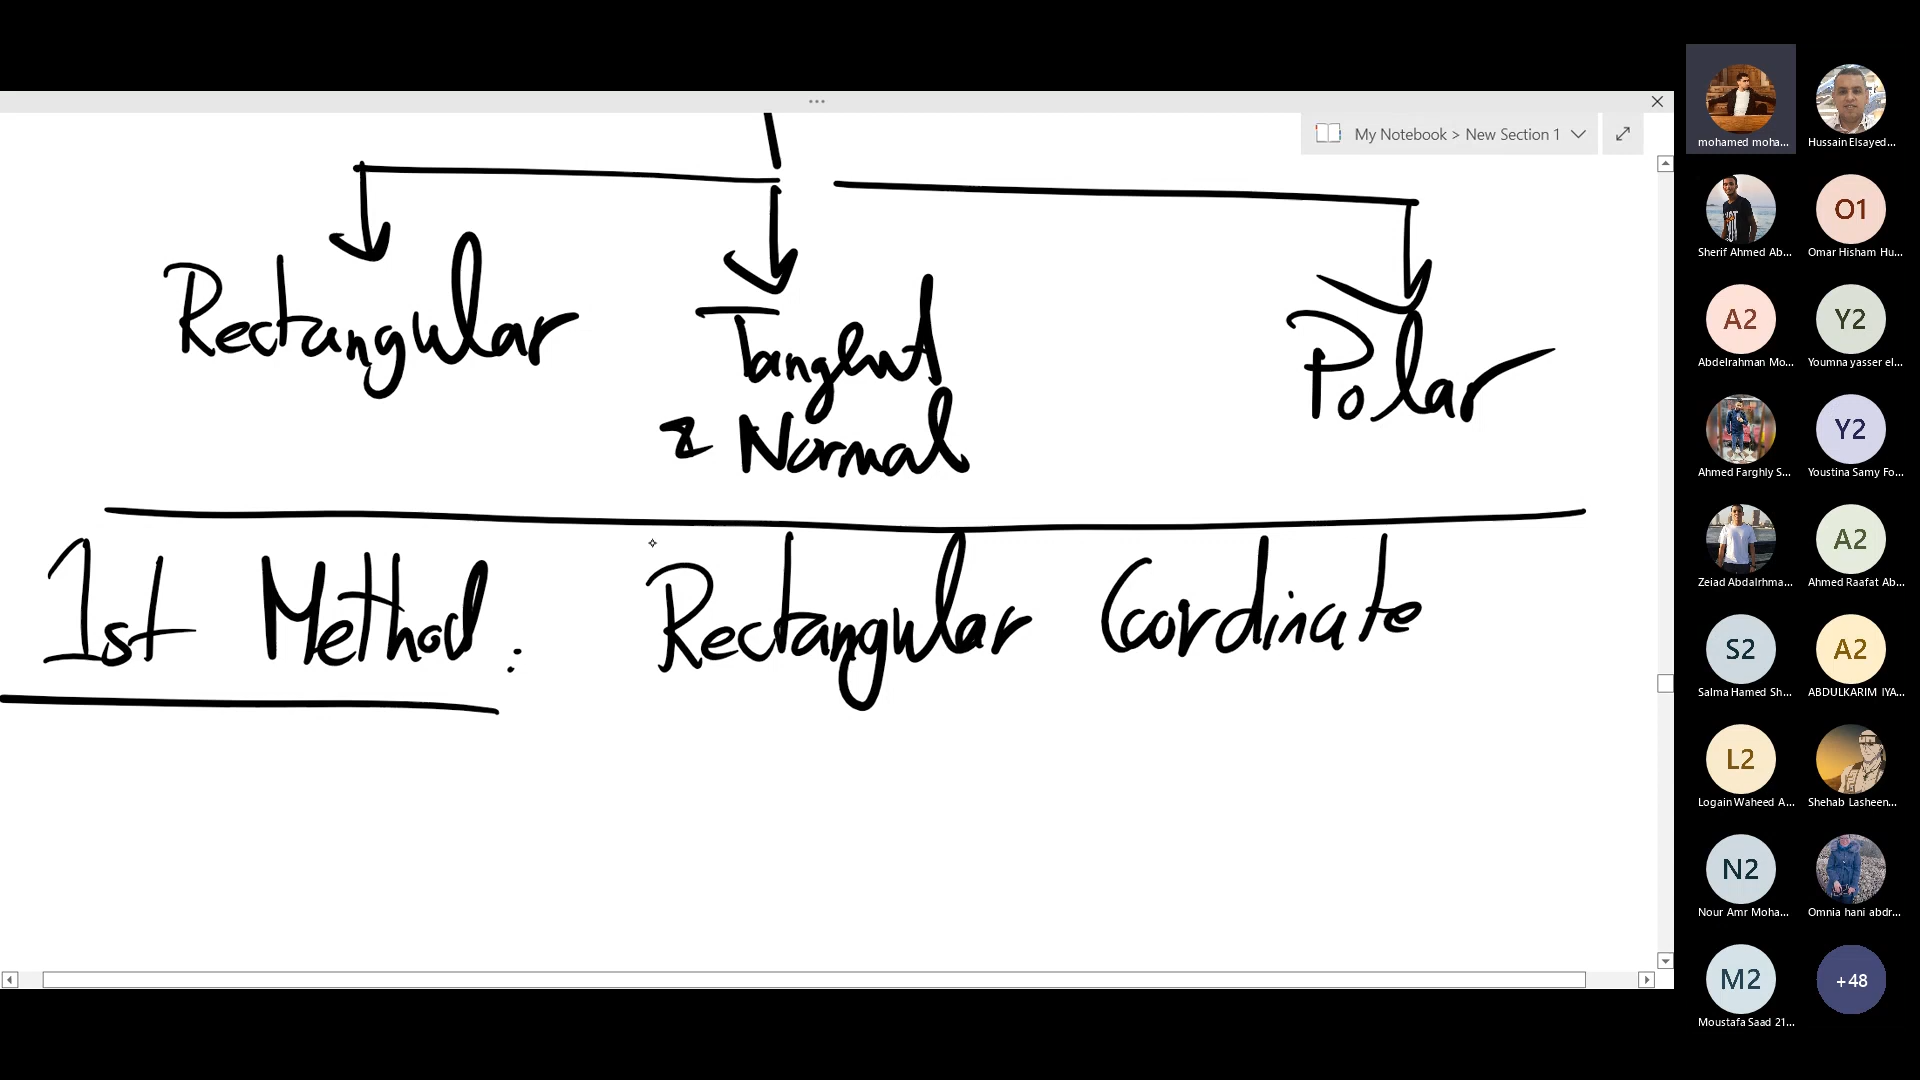 My Notebook > New Section 1
Rectangular
Tangent
& Normal
Polar
1st Method : Rectangular Coordinate
mohamed moha...
Hussain Elsayed...
Sherif Ahmed Ab...
O1
Omar Hisham Hu...
A2
Abdelrahman Mo...
Y2
Youmna yasser el...
Ahmed Farghly S...
Y2
Youstina Samy Fo...
Zeiad Abdalrhma...
A2
Ahmed Raafat Ab...
S2
Salma Hamed Sh...
A2
ABDULKARIM IYA...
L2
Logain Waheed A...
Shehab Lasheen...
N2
Nour Amr Moha...
Omnia hani abdr...
M2
Moustafa Saad 21...
+48